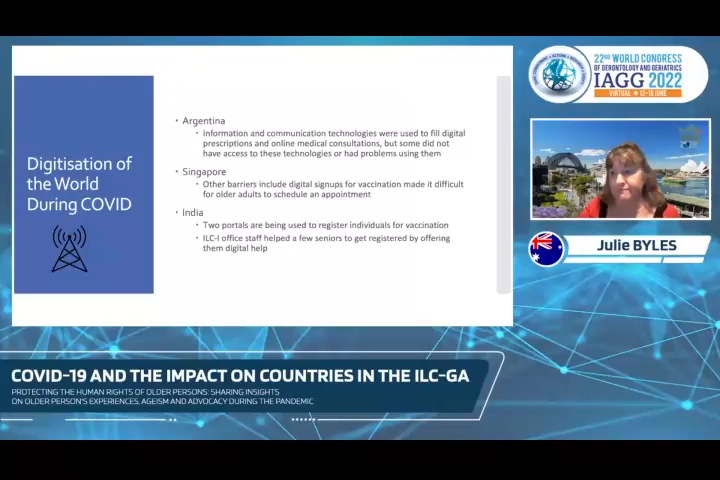 Digitisation of
the World
During COVID
• Argentina
• Information and communication technologies were used to fill digital
prescriptions and online medical consultations, but some did not
have access to these technologies or had problems using them
• Singapore
• Other barriers include digital signups for vaccination made it difficult
for older adults to schedule an appointment
• India
• Two portals are being used to register individuals for vaccination
• ILC-I office staff helped a few seniors to get registered by offering
them digital help
22ND WORLD CONGRESS
OF GERONTOLOGY AND GERIATRICS
IAGG 2022
VIRTUAL • 12-16 JUNE
Julie BYLES
COVID-19 AND THE IMPACT ON COUNTRIES IN THE ILC-GA
PROTECTING THE HUMAN RIGHTS OF OLDER PERSONS: SHARING INSIGHTS
ON OLDER PERSON'S EXPERIENCES, AGEISM AND ADVOCACY DURING THE PANDEMIC